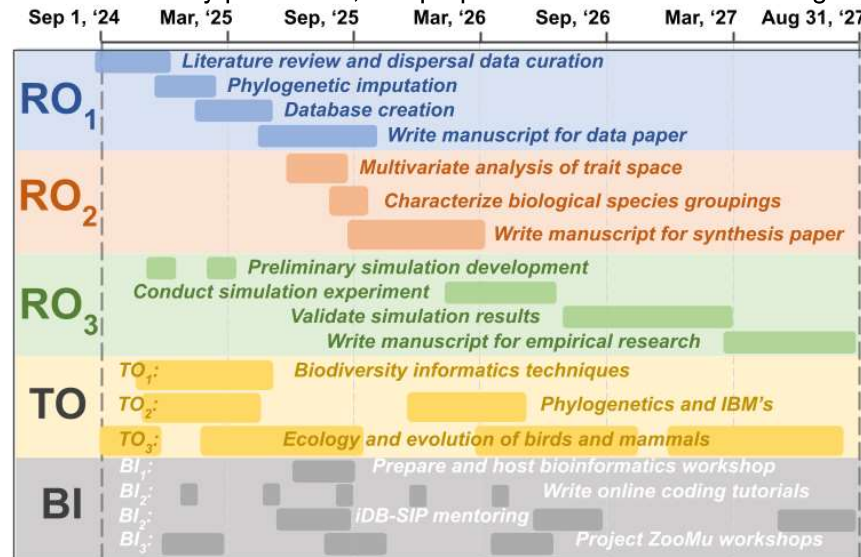 Sep 1, ‘24 Mar, ‘25 Sep, ‘25 Mar, ‘26 Sep, ‘26 Mar, ‘27 Aug 31, ‘27
RO1
Literature review and dispersal data curation
Phylogenetic imputation
Database creation
Write manuscript for data paper
RO2
Multivariate analysis of trait space
Characterize biological species groupings
Write manuscript for synthesis paper
RO3
Preliminary simulation development
Conduct simulation experiment
Validate simulation results
Write manuscript for empirical research
TO
TO1: Biodiversity informatics techniques
TO2: Phylogenetics and IBM's
TO3: Ecology and evolution of birds and mammals
BI
BI1: Prepare and host bioinformatics workshop
BI2: Write online coding tutorials
BI2: iDB-SIP mentoring
BI3: Project ZooMu workshops